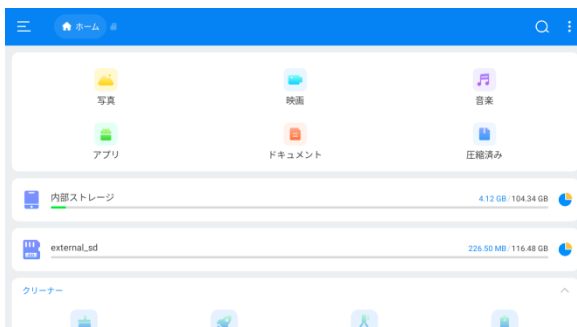 ホーム
写真
映画
音楽
アプリ
ドキュメント
圧縮済み
内部ストレージ
4.12 GB / 104.34 GB
external_sd
226.50 MB / 116.48 GB
クリーナー